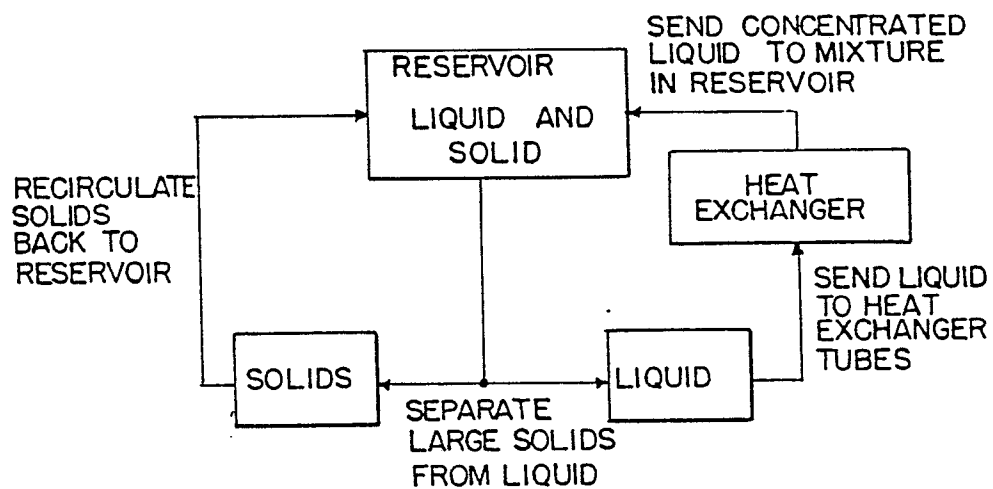 SEND CONCENTRATED
LIQUID TO MIXTURE
IN RESERVOIR
RESERVOIR
LIQUID AND
SOLID
HEAT
EXCHANGER
RECIRCULATE
SOLIDS
BACK TO
RESERVOIR
SEND LIQUID
TO HEAT
EXCHANGER
TUBES
SOLIDS
LIQUID
SEPARATE
LARGE SOLIDS
FROM LIQUID